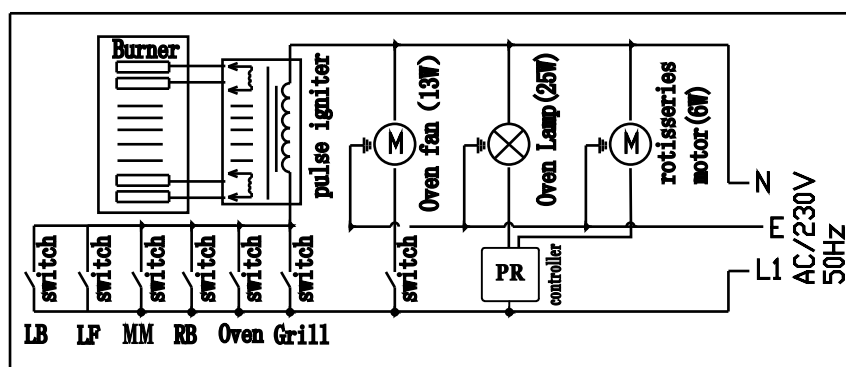 Burner
pulse igniter
M
Oven fan (13W)
Oven Lamp(25W)
M
rotisseries
motor(6W)
N
E
L1
AC/230V
50Hz
switch
switch
switch
switch
switch
switch
switch
PR
controller
LB
LF
MM
RB
Oven
Grill